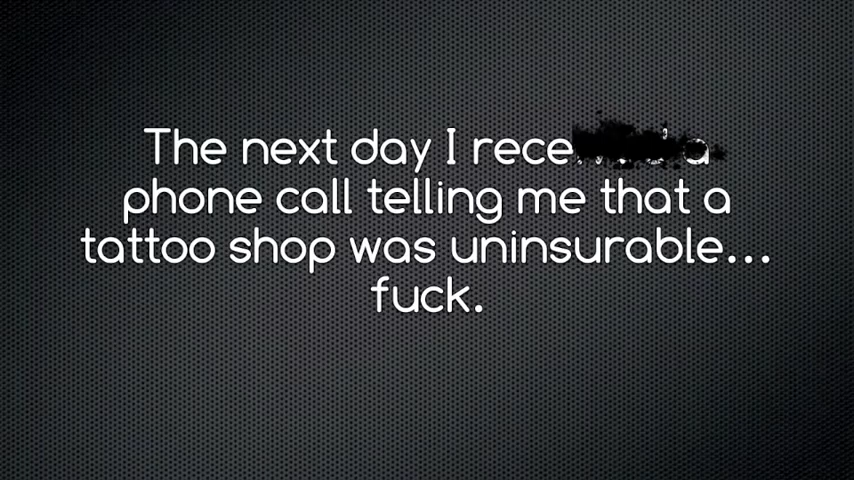 The next day I a
phone call telling me that a
tattoo shop was uninsurable...
fuck.